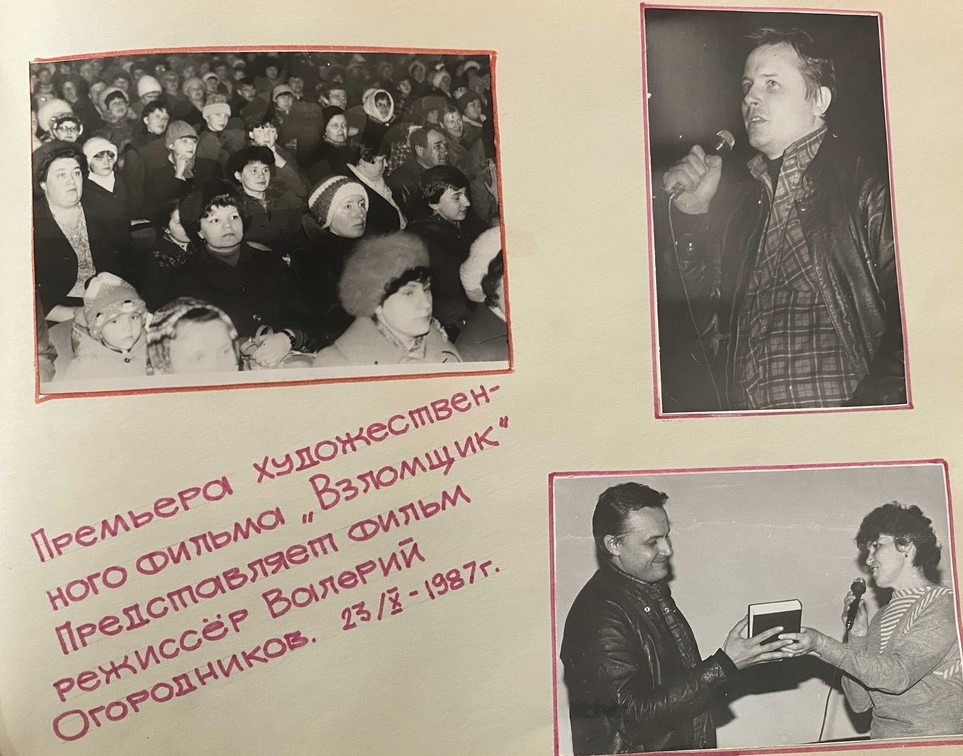 Премьера художествен-
ного фильма „Взломщик“
Представляет фильм
режиссёр Валерий
Огородников. 23/X-1987г.